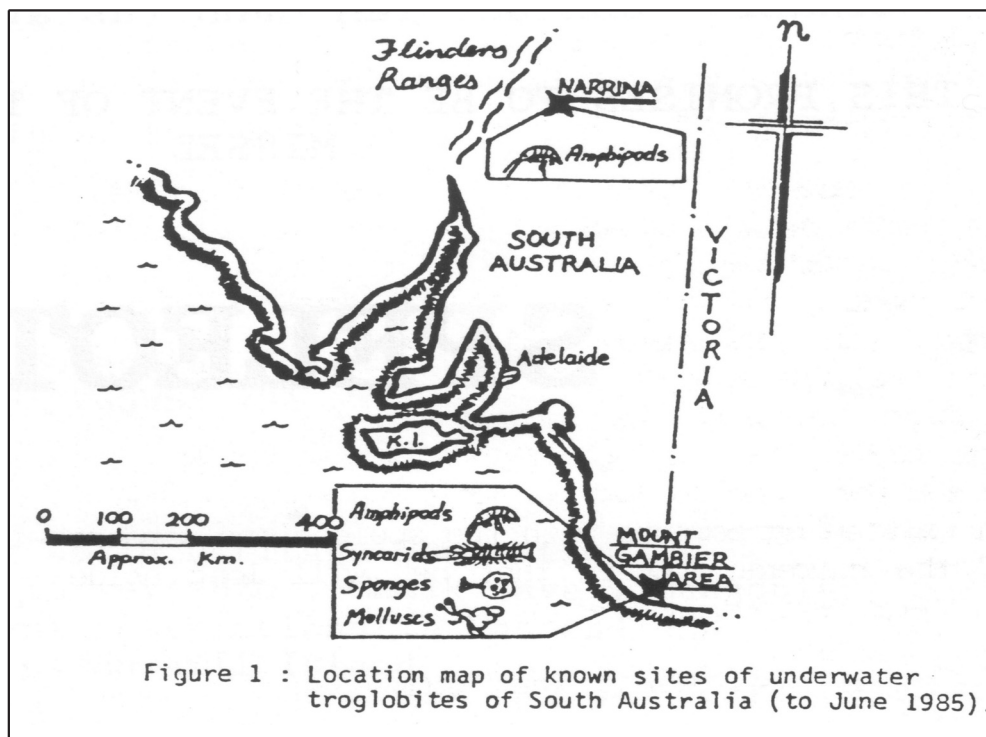 Flinders
Ranges
n
NARRINA
Amphipods
SOUTH
AUSTRALIA
VICTORIA
Adelaide
K.I.
0 100 200 400
Approx. Km.
Amphipods
Syncarids
Sponges
Molluscs
MOUNT
GAMBIER
AREA
Figure 1 : Location map of known sites of underwater
troglobites of South Australia (to June 1985).